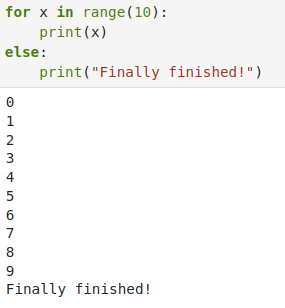 for x in range(10):
    print(x)
else:
    print("Finally finished!")
0
1
2
3
4
5
6
7
8
9
Finally finished!